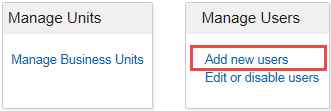 Manage Units
Manage Business Units
Manage Users
Add new users
Edit or disable users